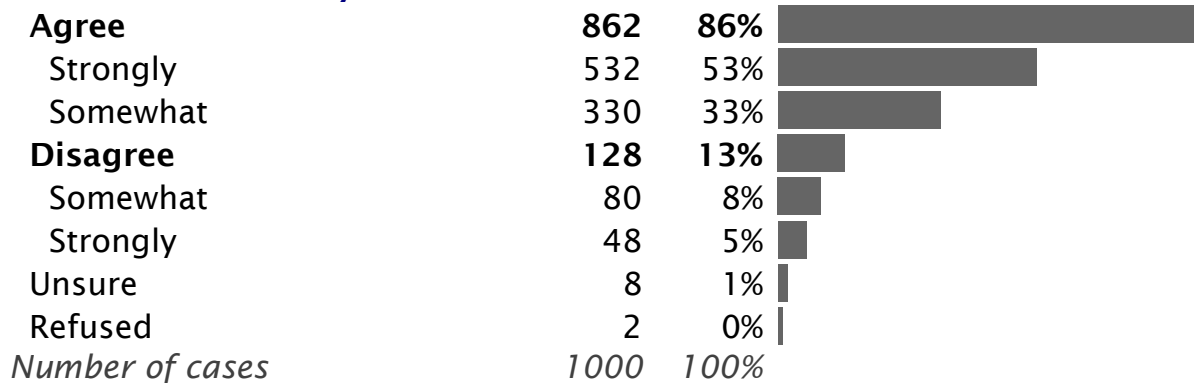 Agree 862 86%
Strongly 532 53%
Somewhat 330 33%
Disagree 128 13%
Somewhat 80 8%
Strongly 48 5%
Unsure 8 1%
Refused 2 0%
Number of cases 1000 100%